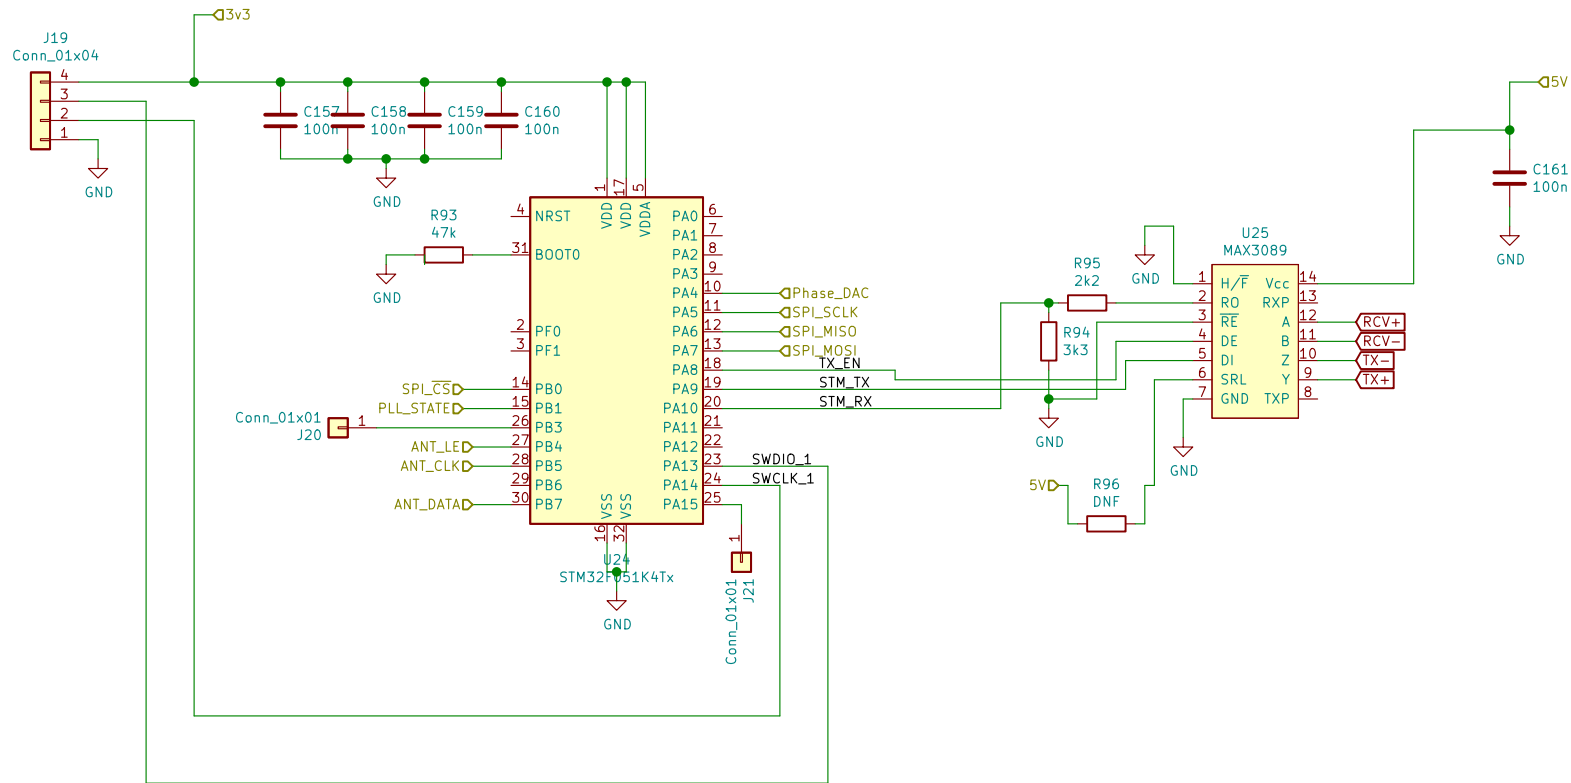 3v3
J19
Conn_01x04
4
3
2
1
GND
C157
100n
C158
100n
C159
100n
C160
100n
GND
5V
C161
100n
GND
R93
47k
GND
1
17
5
VDD
VDD
VDDA
4 NRST
31 BOOT0
2 PF0
3 PF1
SPI_CS 14 PB0
PLL_STATE 15 PB1
Conn_01x01
J20
1
26 PB3
ANT_LE 27 PB4
ANT_CLK 28 PB5
29 PB6
ANT_DATA 30 PB7
PA0 6
PA1 7
PA2 8
PA3 9
PA4 10 Phase_DAC
PA5 11 SPI_SCLK
PA6 12 SPI_MISO
PA7 13 SPI_MOSI
PA8 18 TX_EN
PA9 19 STM_TX
PA10 20 STM_RX
PA11 21
PA12 22
PA13 23 SWDIO_1
PA14 24 SWCLK_1
PA15 25
VSS
VSS
16
32
U24
STM32F051K4Tx
GND
1
Conn_01x01
J21
R95
2k2
R94
3k3
GND
GND
U25
MAX3089
1 H/F Vcc 14
2 RO RXP 13
3 RE A 12 RCV+
4 DE B 11 RCV-
5 DI Z 10 TX-
6 SRL Y 9 TX+
7 GND TXP 8
GND
5V
R96
DNF